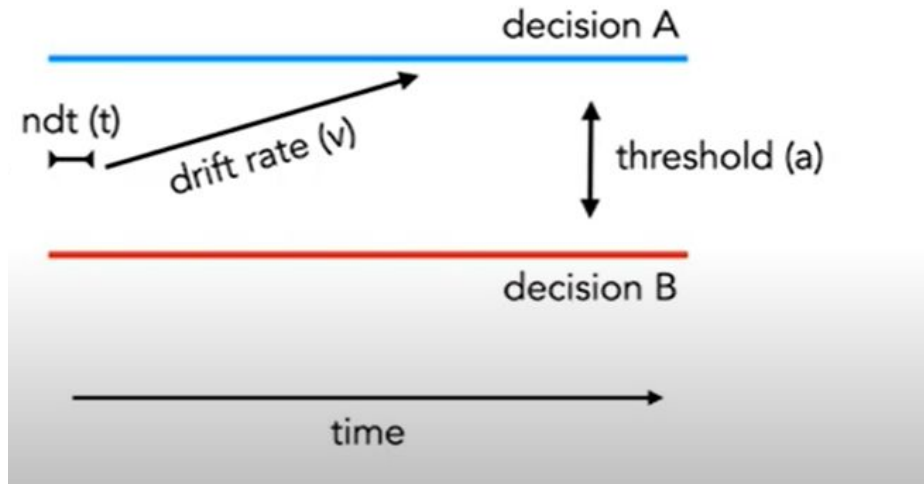 decision A
ndt (t)
drift rate (v)
threshold (a)
decision B
time